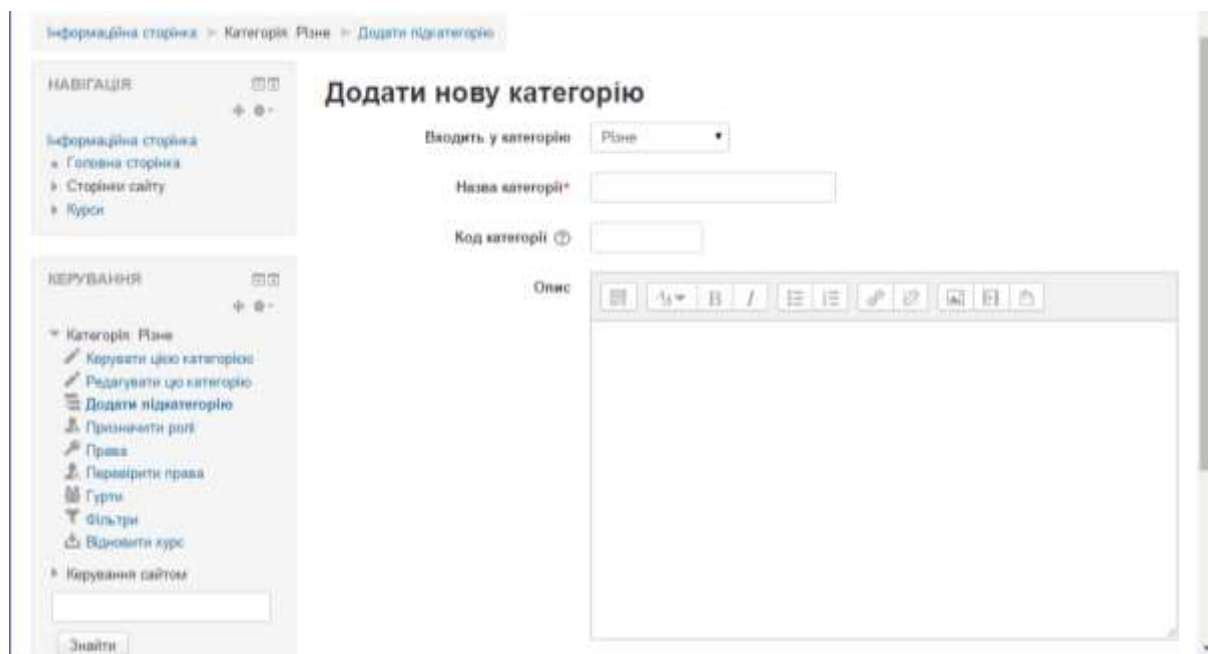 Інформаційна сторінка ► Категорія: Різне ► Додати підкатегорію
НАВІГАЦІЯ
Інформаційна сторінка
Головна сторінка
Сторінки сайту
Курси
КЕРУВАННЯ
Категорія: Різне
Керувати цією категорією
Редагувати цю категорію
Додати підкатегорію
Призначити ролі
Права
Перевірити права
Гурти
Фільтри
Відновити курс
Керування сайтом
Знайти
Додати нову категорію
Входить у категорію Різне
Назва категорії*
Код категорії
Опис
B I